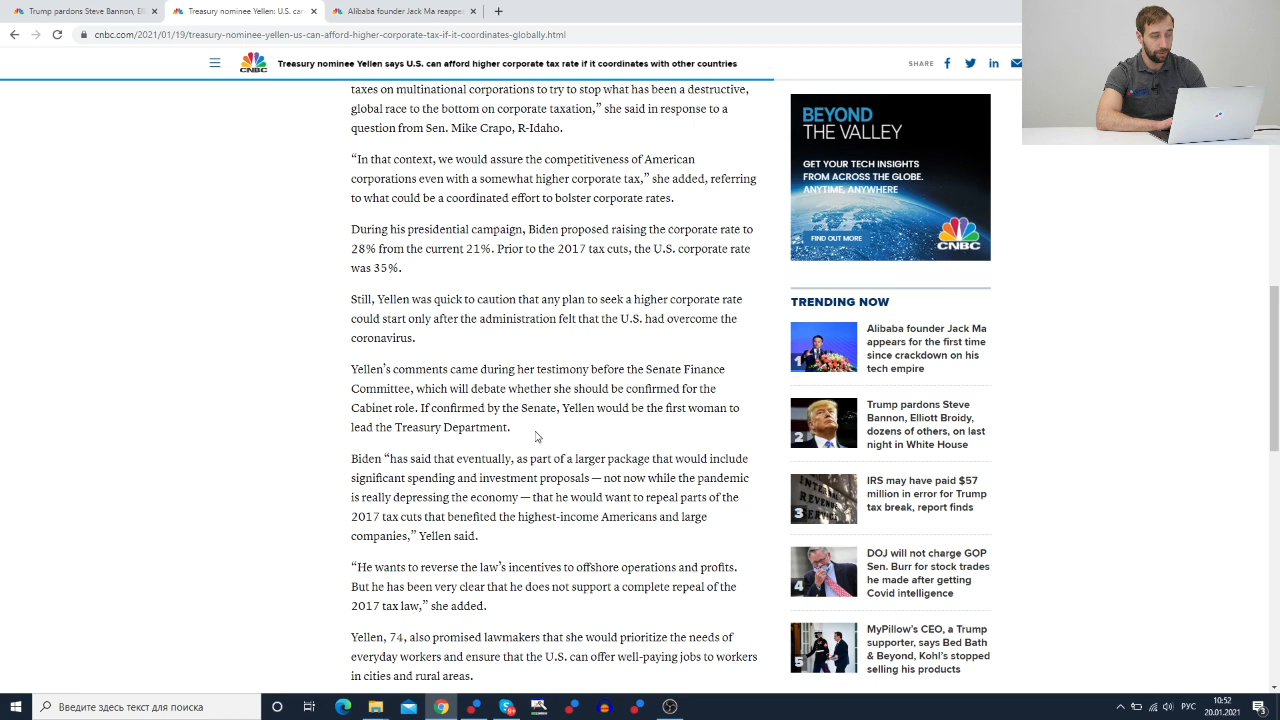 Trump pardons Steve Bannon, Ell
Treasury nominee Yellen: U.S. can
Alibaba founder Jack Ma reappe
cnbc.com/2021/01/19/treasury-nominee-yellen-us-can-afford-higher-corporate-tax-if-it-coordinates-globally.html
CNBC
Treasury nominee Yellen says U.S. can afford higher corporate tax rate if it coordinates with other countries
SHARE
taxes on multinational corporations to try to stop what has been a destructive,
global race to the bottom on corporate taxation,” she said in response to a
question from Sen. Mike Crapo, R-Idaho.
“In that context, we would assure the competitiveness of American
corporations even with a somewhat higher corporate tax,” she added, referring
to what could be a coordinated effort to bolster corporate rates.
During his presidential campaign, Biden proposed raising the corporate rate to
28% from the current 21%. Prior to the 2017 tax cuts, the U.S. corporate rate
was 35%.
Still, Yellen was quick to caution that any plan to seek a higher corporate rate
could start only after the administration felt that the U.S. had overcome the
coronavirus.
Yellen’s comments came during her testimony before the Senate Finance
Committee, which will debate whether she should be confirmed for the
Cabinet role. If confirmed by the Senate, Yellen would be the first woman to
lead the Treasury Department.
Biden “has said that eventually, as part of a larger package that would include
significant spending and investment proposals — not now while the pandemic
is really depressing the economy — that he would want to repeal parts of the
2017 tax cuts that benefited the highest-income Americans and large
companies,” Yellen said.
“He wants to reverse the law’s incentives to offshore operations and profits.
But he has been very clear that he does not support a complete repeal of the
2017 tax law,” she added.
Yellen, 74, also promised lawmakers that she would prioritize the needs of
everyday workers and ensure that the U.S. can offer well-paying jobs to workers
in cities and rural areas.
BEYOND
THE VALLEY
GET YOUR TECH INSIGHTS
FROM ACROSS THE GLOBE.
ANYTIME, ANYWHERE
FIND OUT MORE
CNBC
TRENDING NOW
1
Alibaba founder Jack Ma
appears for the first time
since crackdown on his
tech empire
2
Trump pardons Steve
Bannon, Elliott Broidy,
dozens of others, on last
night in White House
3
INTERNAL
REVENUE
SERVICE
IRS may have paid $57
million in error for Trump
tax break, report finds
4
DOJ will not charge GOP
Sen. Burr for stock trades
he made after getting
Covid intelligence
5
MyPillow’s CEO, a Trump
supporter, says Bed Bath
& Beyond, Kohl’s stopped
selling his products
Введите здесь текст для поиска
РУС
10:52
20.01.2021